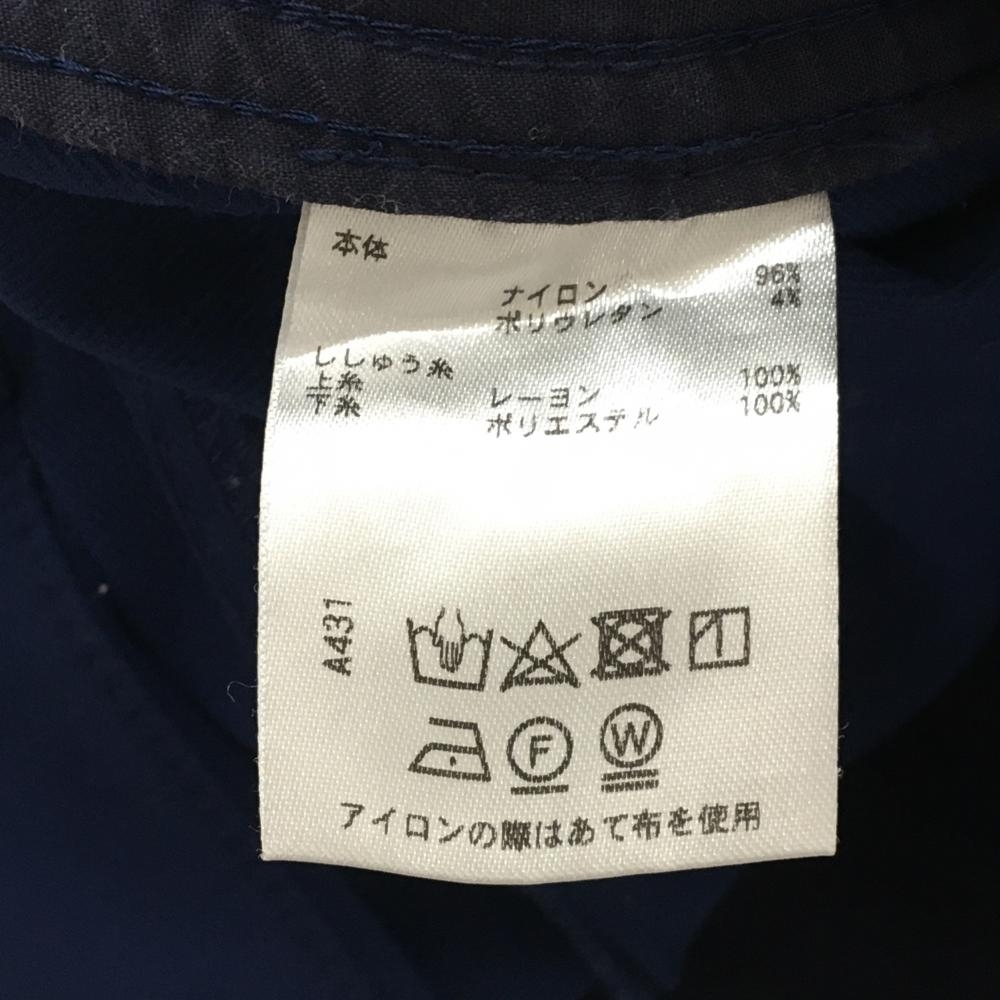 本体
ナイロン 96%
ポリウレタン 4%
ししゅう糸
上糸 レーヨン 100%
下糸 ポリエステル 100%
A431
F W
アイロンの際はあて布を使用